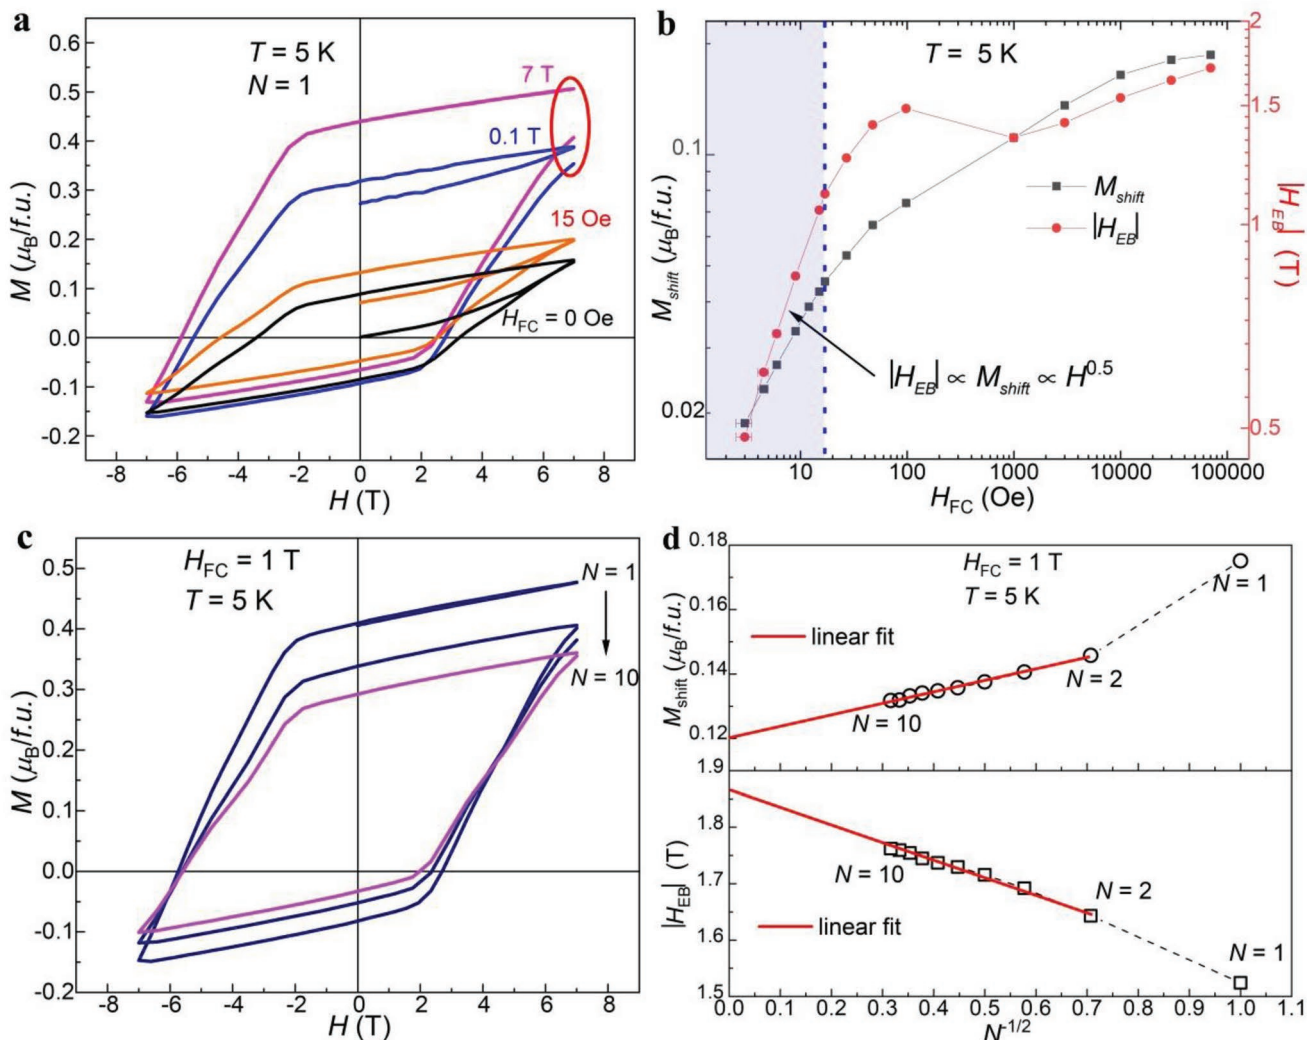 a
0.6
0.5
0.4
0.3
0.2
0.1
0.0
-0.1
-0.2
M (μB/f.u.)
T = 5 K
N = 1
7 T
0.1 T
15 Oe
HFC = 0 Oe
-8 -6 -4 -2 0 2 4 6 8
H (T)
b
T = 5 K
0.1
0.02
Mshift (μB/f.u.)
2
1.5
1
0.5
|HEB| (T)
Mshift
|HEB|
|HEB| ∝ Mshift ∝ H0.5
10 100 1000 10000 100000
HFC (Oe)
c
HFC = 1 T
T = 5 K
0.5
0.4
0.3
0.2
0.1
0.0
-0.1
-0.2
M (μB/f.u.)
N = 1
N = 10
-8 -6 -4 -2 0 2 4 6 8
H (T)
d
0.18
0.16
0.14
0.12
Mshift (μB/f.u.)
HFC = 1 T
T = 5 K
N = 1
linear fit
N = 2
N = 10
1.9
1.8
1.7
1.6
1.5
|HEB| (T)
N = 10
N = 2
linear fit
N = 1
0.0 0.1 0.2 0.3 0.4 0.5 0.6 0.7 0.8 0.9 1.0 1.1
N-1/2